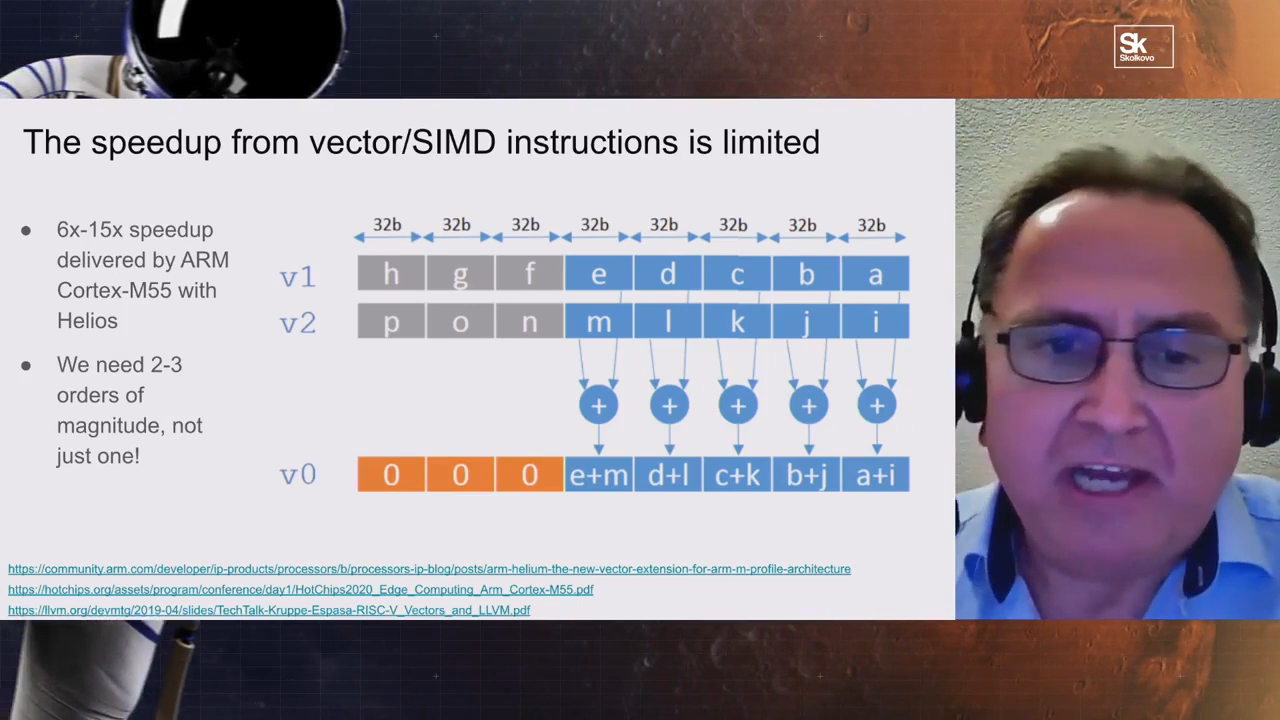 Sk
Skolkovo
The speedup from vector/SIMD instructions is limited
6x-15x speedup
delivered by ARM
Cortex-M55 with
Helios
We need 2-3
orders of
magnitude, not
just one!
32b 32b 32b 32b 32b 32b 32b 32b
v1 h g f e d c b a
v2 p o n m l k j i
+ + + + +
v0 0 0 0 e+m d+l c+k b+j a+i
https://community.arm.com/developer/ip-products/processors/b/processors-ip-blog/posts/arm-helium-the-new-vector-extension-for-arm-m-profile-architecture
https://hotchips.org/assets/program/conference/day1/HotChips2020_Edge_Computing_Arm_Cortex-M55.pdf
https://llvm.org/devmtg/2019-04/slides/TechTalk-Kruppe-Espasa-RISC-V_Vectors_and_LLVM.pdf